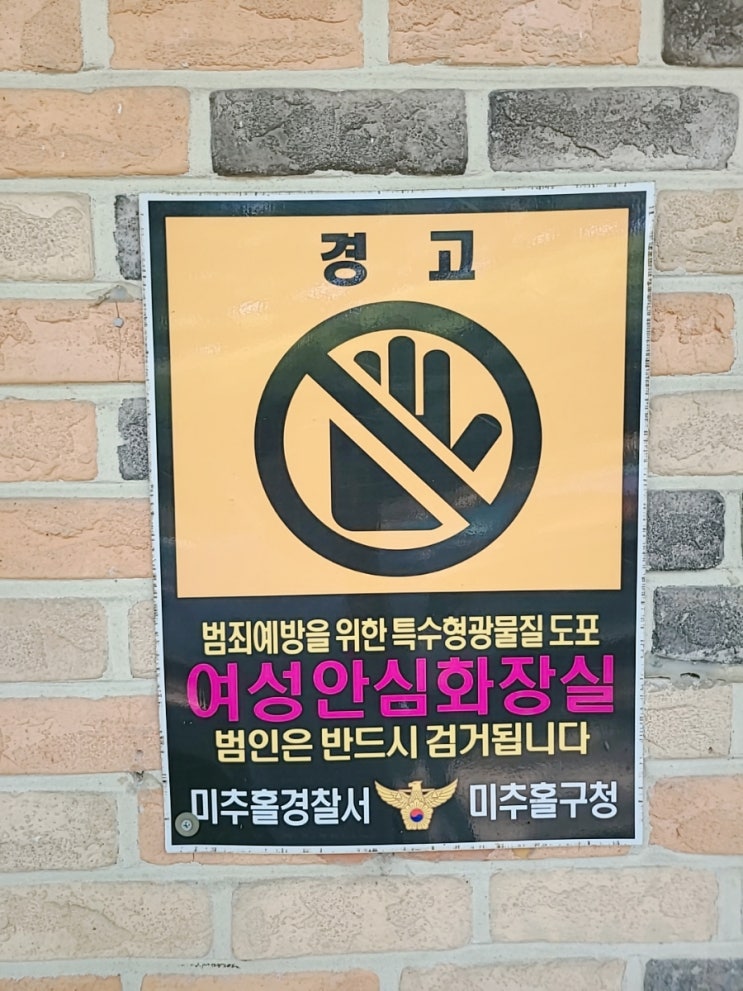 경 고
범죄예방을 위한 특수형광물질 도포
여성안심화장실
범인은 반드시 검거됩니다
미추홀경찰서 미추홀구청